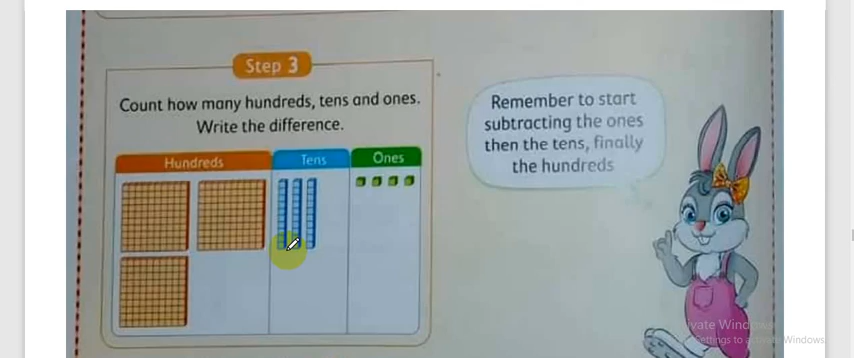 Step 3
Count how many hundreds, tens and ones.
Write the difference.
Hundreds Tens Ones
Remember to start
subtracting the ones
then the tens, finally
the hundreds